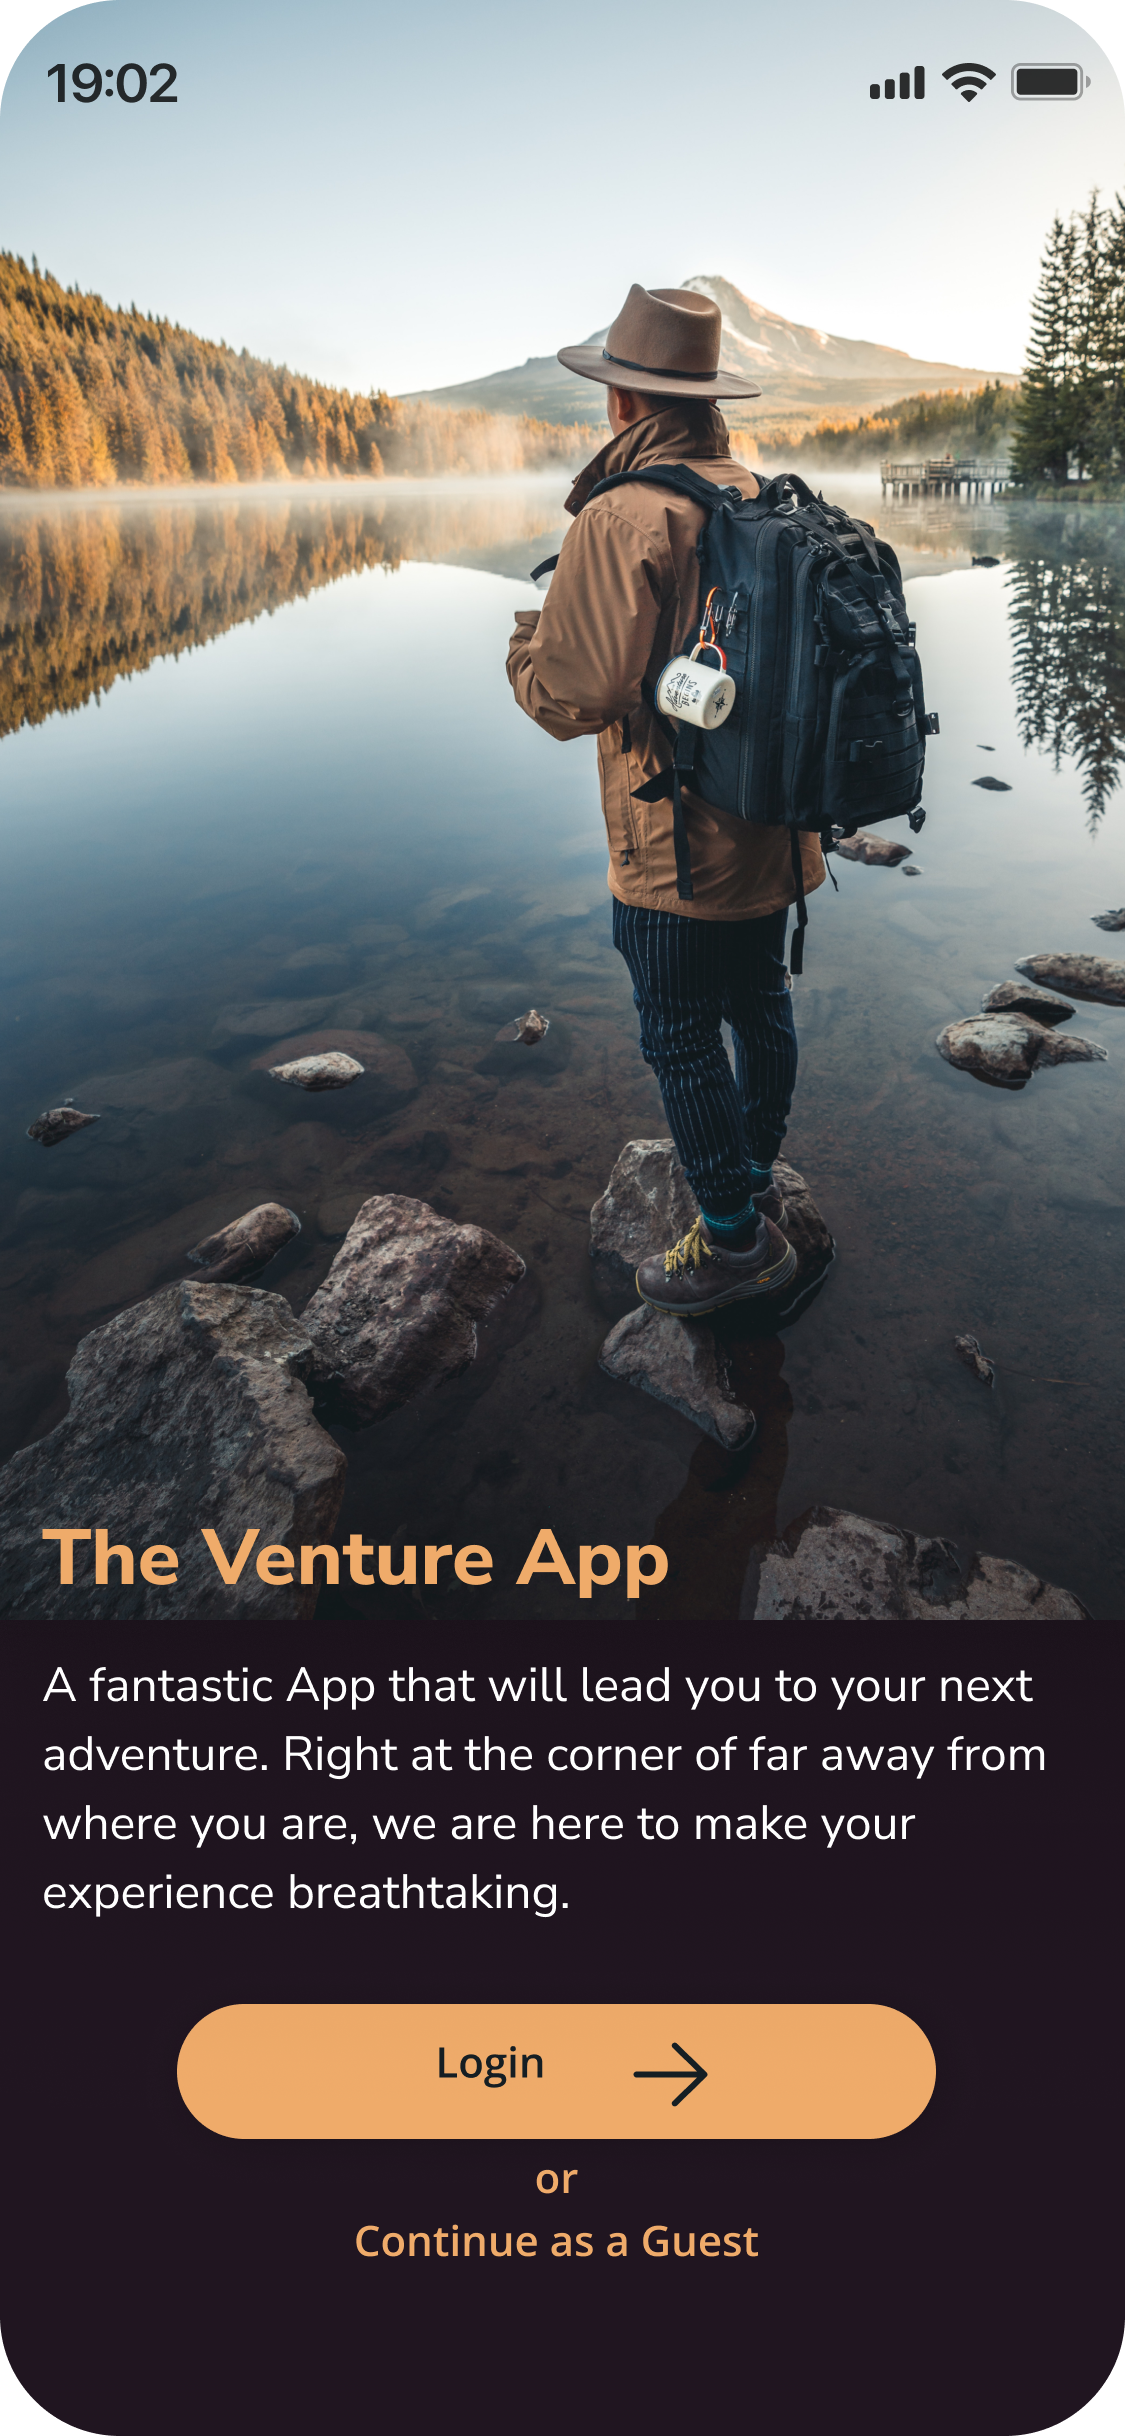 19:02
BEGINS
The Venture App
A fantastic App that will lead you to your next
adventure. Right at the corner of far away from
where you are, we are here to make your
experience breathtaking.
Login
or
Continue as a Guest